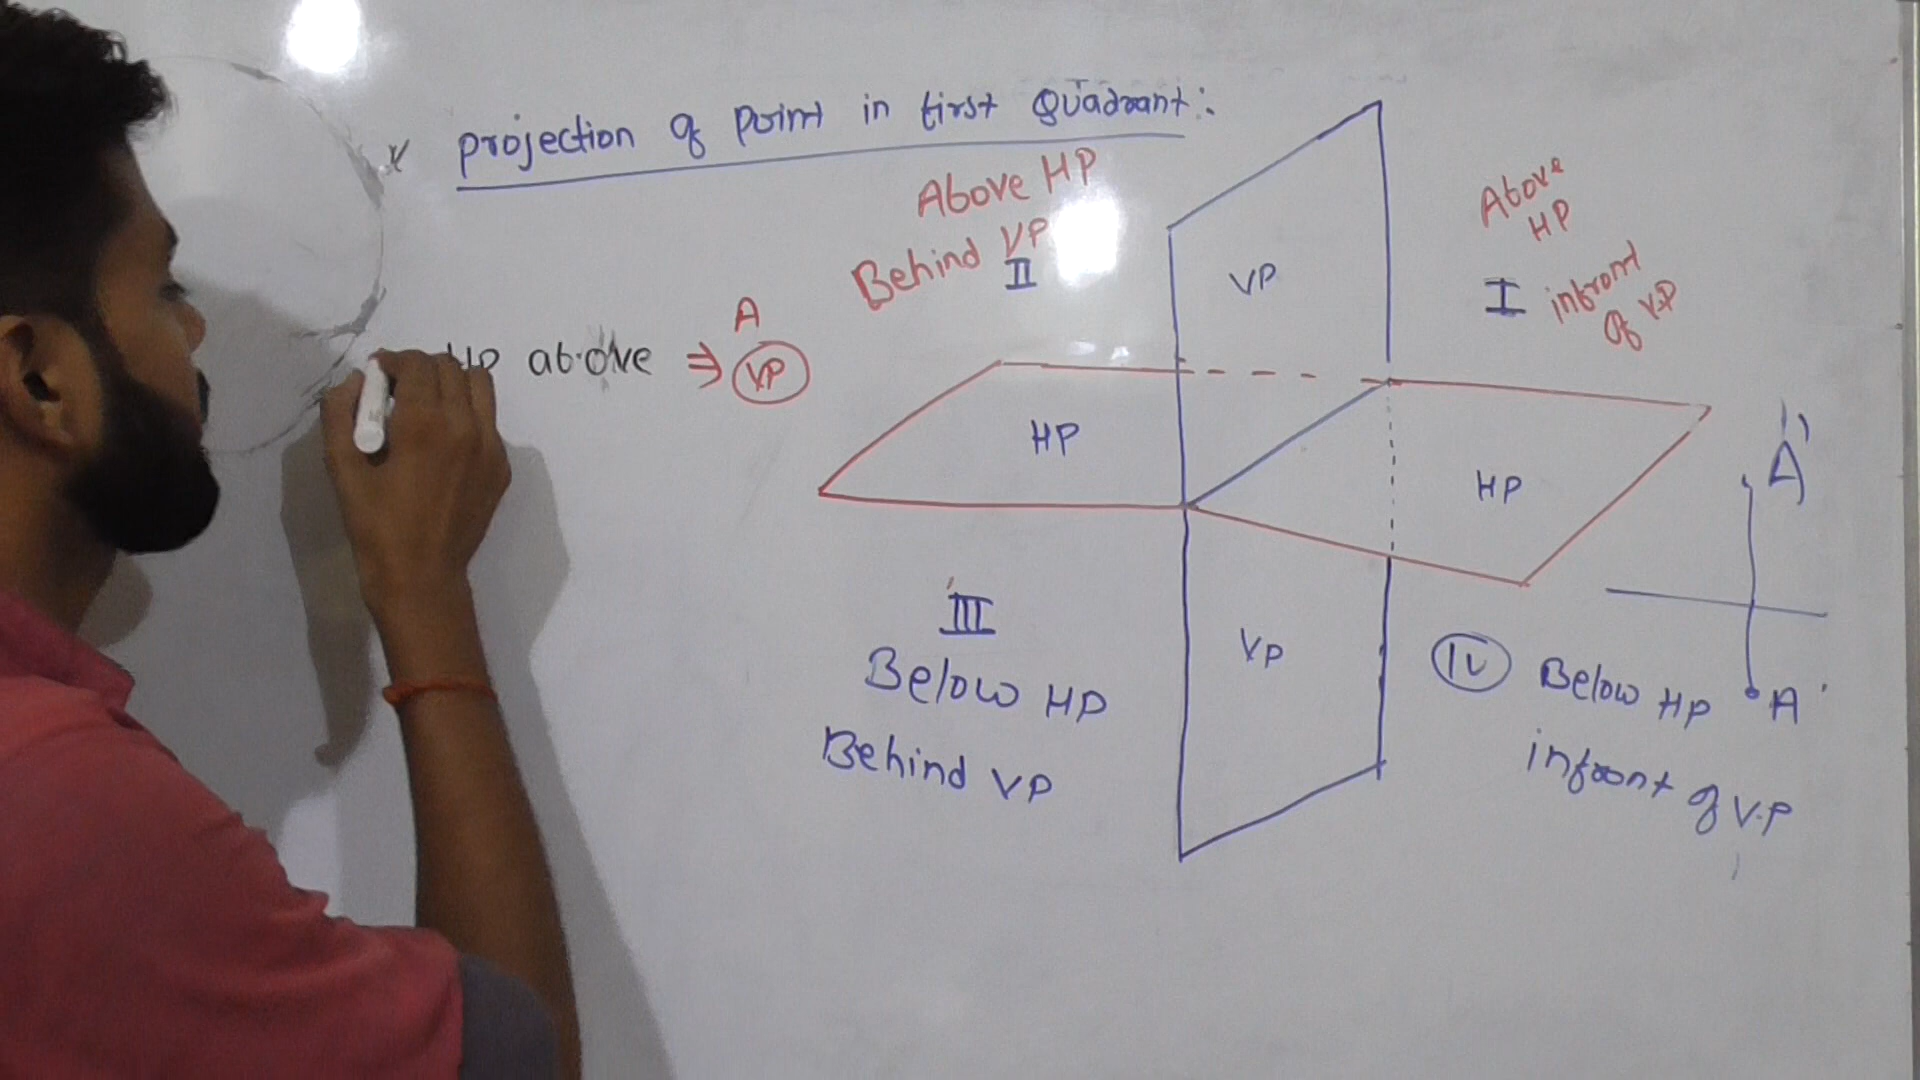 projection of point in first Quadrant:
Above HP
Behind VP
II
VP
Above
HP
I
infront
of V.P
A
HP above ⇒ VP
HP
HP
A'
III
Below HP
Behind VP
VP
IV Below HP
infront of V.P
A